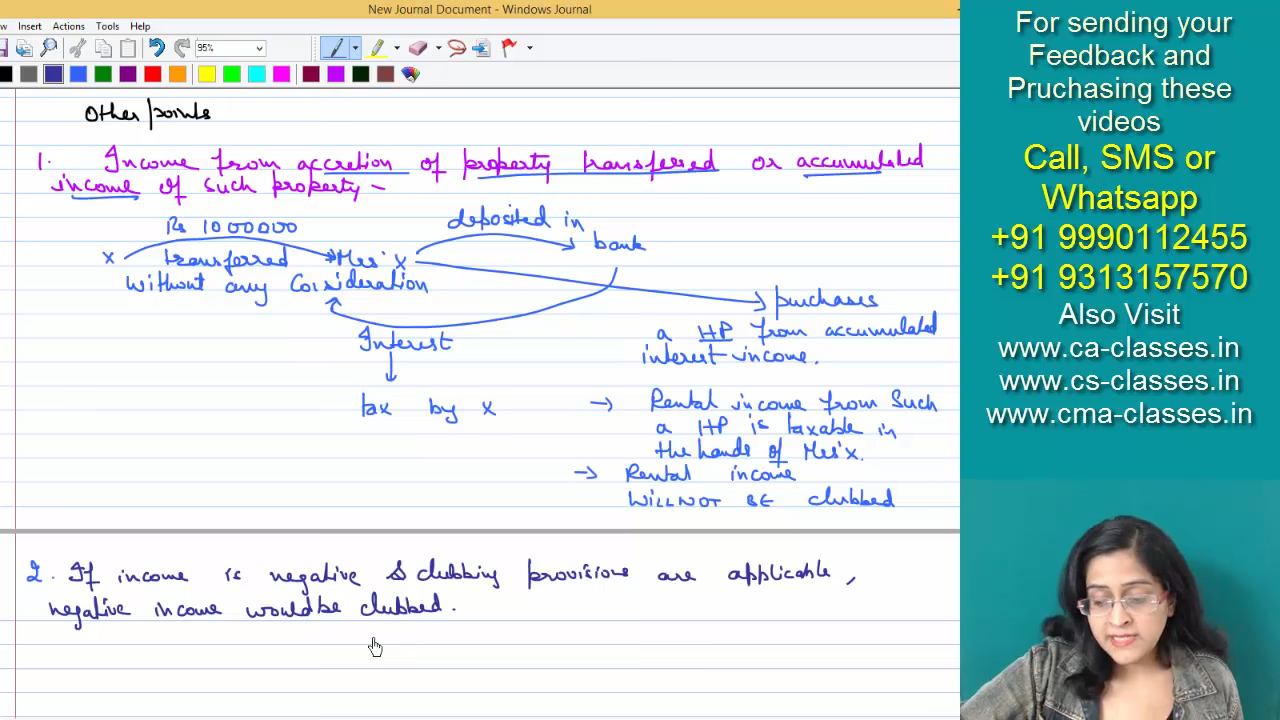 New Journal Document - Windows Journal
Insert Actions Tools Help
95%
Other points
1. Income from accretion of property transferred or accumulated
income of such property -
Rs 1000000
deposited in
X transferred Mrs' X bank
without any Cosideration
purchases
a HP from accumulated
interest income.
Interest
tax by X
→ Rental income from Such
a HP is taxable in
the hands of Mrs'X.
→ Rental income
WILL NOT BE clubbed
2. If income is negative & clubbing provisions are applicable,
negative income would be clubbed.
For sending your
Feedback and
Pruchasing these
videos
Call, SMS or
Whatsapp
+91 9990112455
+91 9313157570
Also Visit
www.ca-classes.in
www.cs-classes.in
www.cma-classes.in